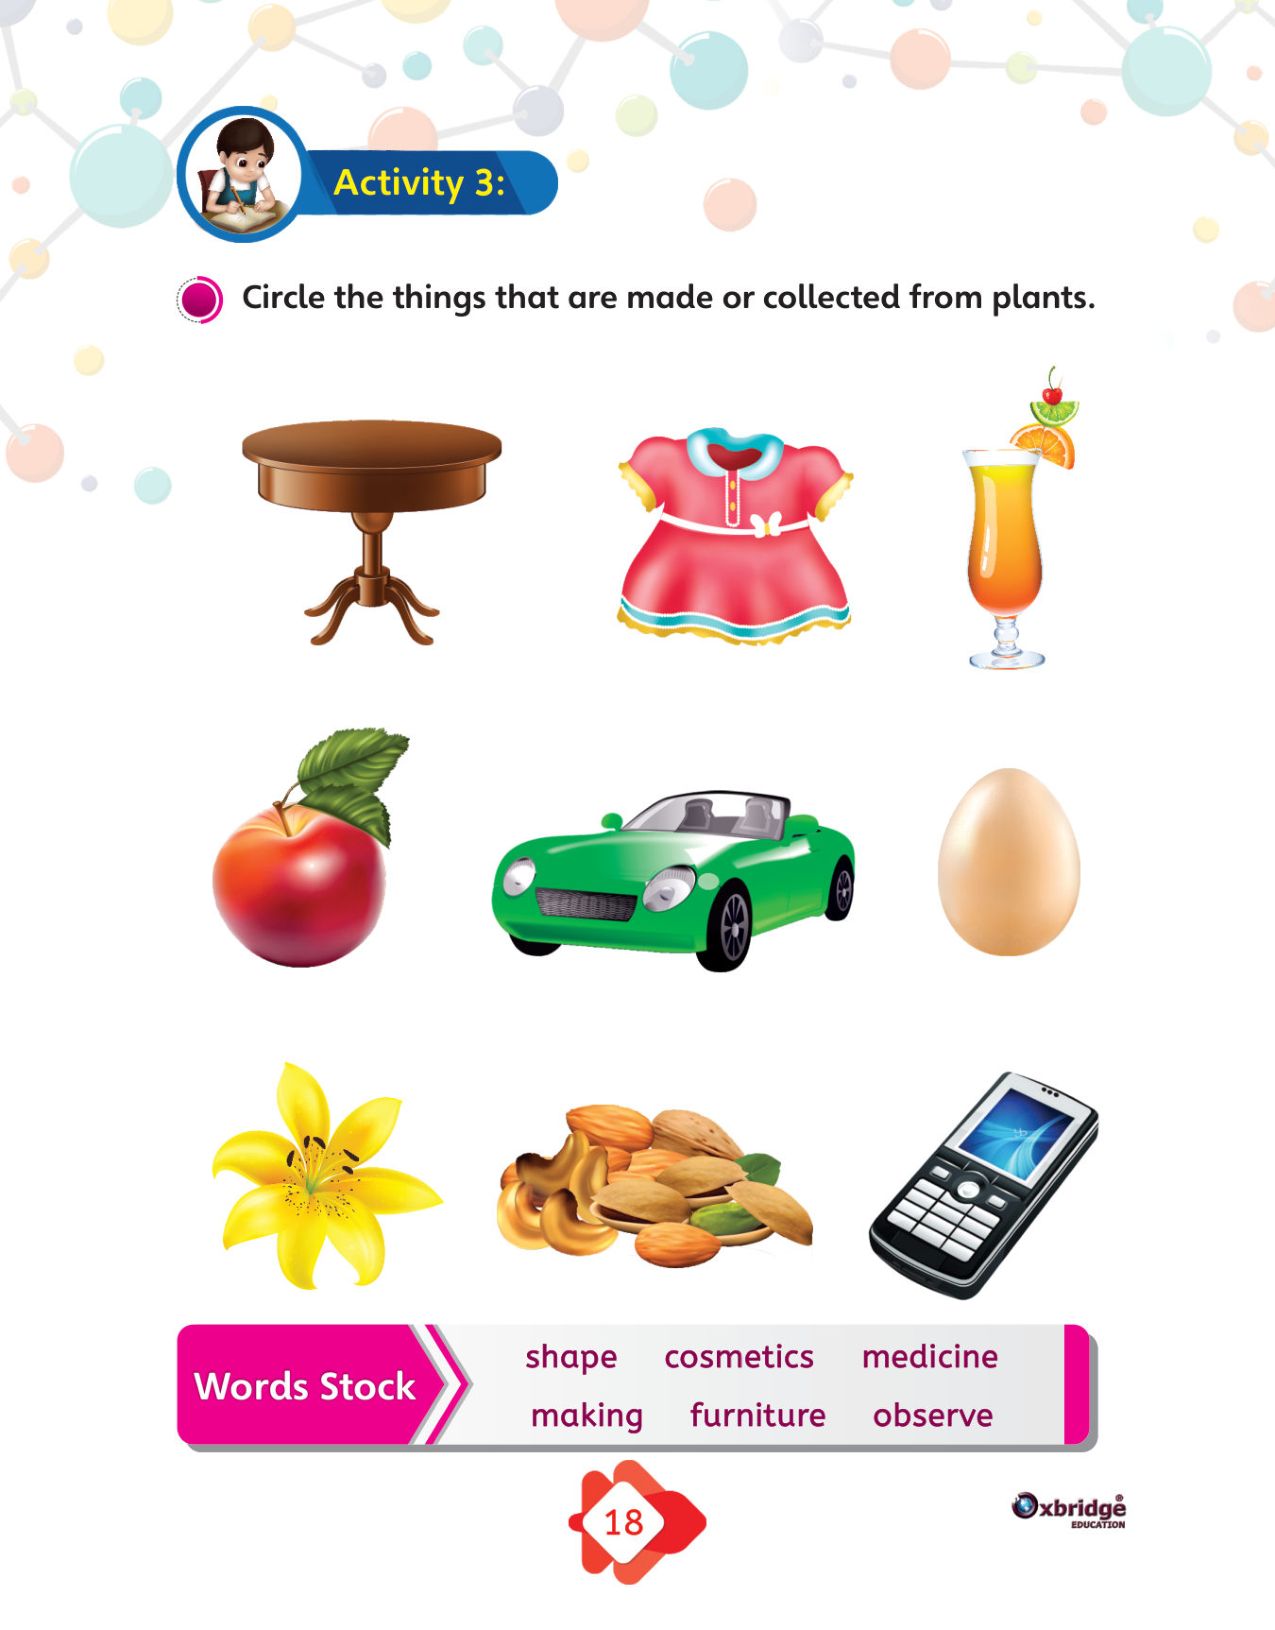 Activity 3:
Circle the things that are made or collected from plants.
Words Stock
shape cosmetics medicine
making furniture observe
18
Oxbridge®
EDUCATION